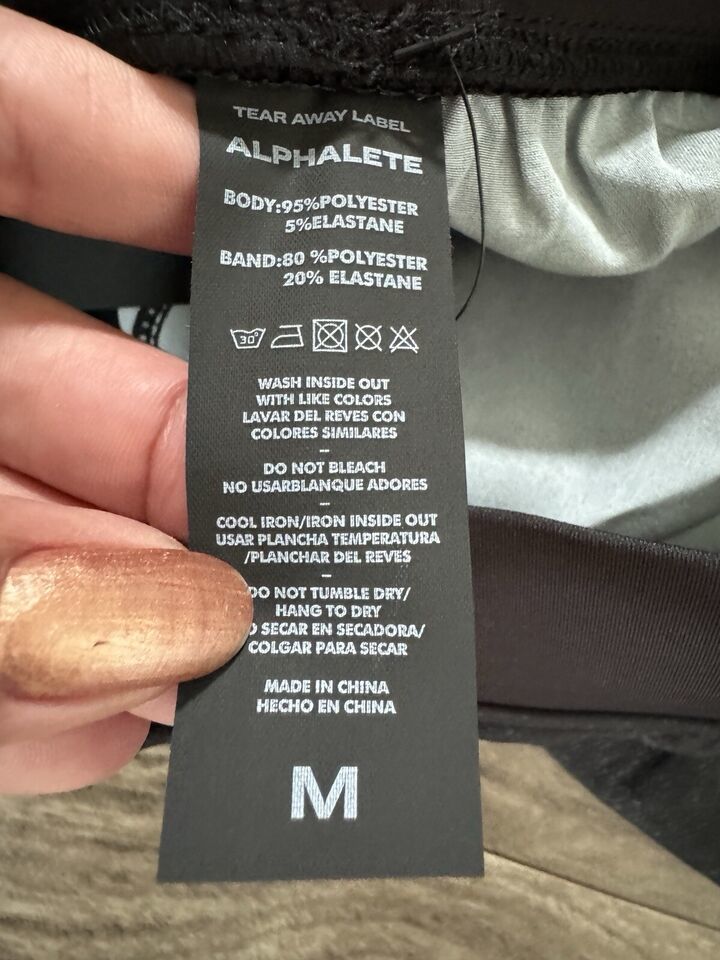 TEAR AWAY LABEL
ALPHALETE
BODY:95%POLYESTER
5%ELASTANE
BAND:80 %POLYESTER
20% ELASTANE
30°
WASH INSIDE OUT
WITH LIKE COLORS
LAVAR DEL REVES CON
COLORES SIMILARES
--
DO NOT BLEACH
NO USARBLANQUE ADORES
--
COOL IRON/IRON INSIDE OUT
USAR PLANCHA TEMPERATURA
/PLANCHAR DEL REVES
--
DO NOT TUMBLE DRY/
HANG TO DRY
SECAR EN SECADORA/
COLGAR PARA SECAR
MADE IN CHINA
HECHO EN CHINA
M